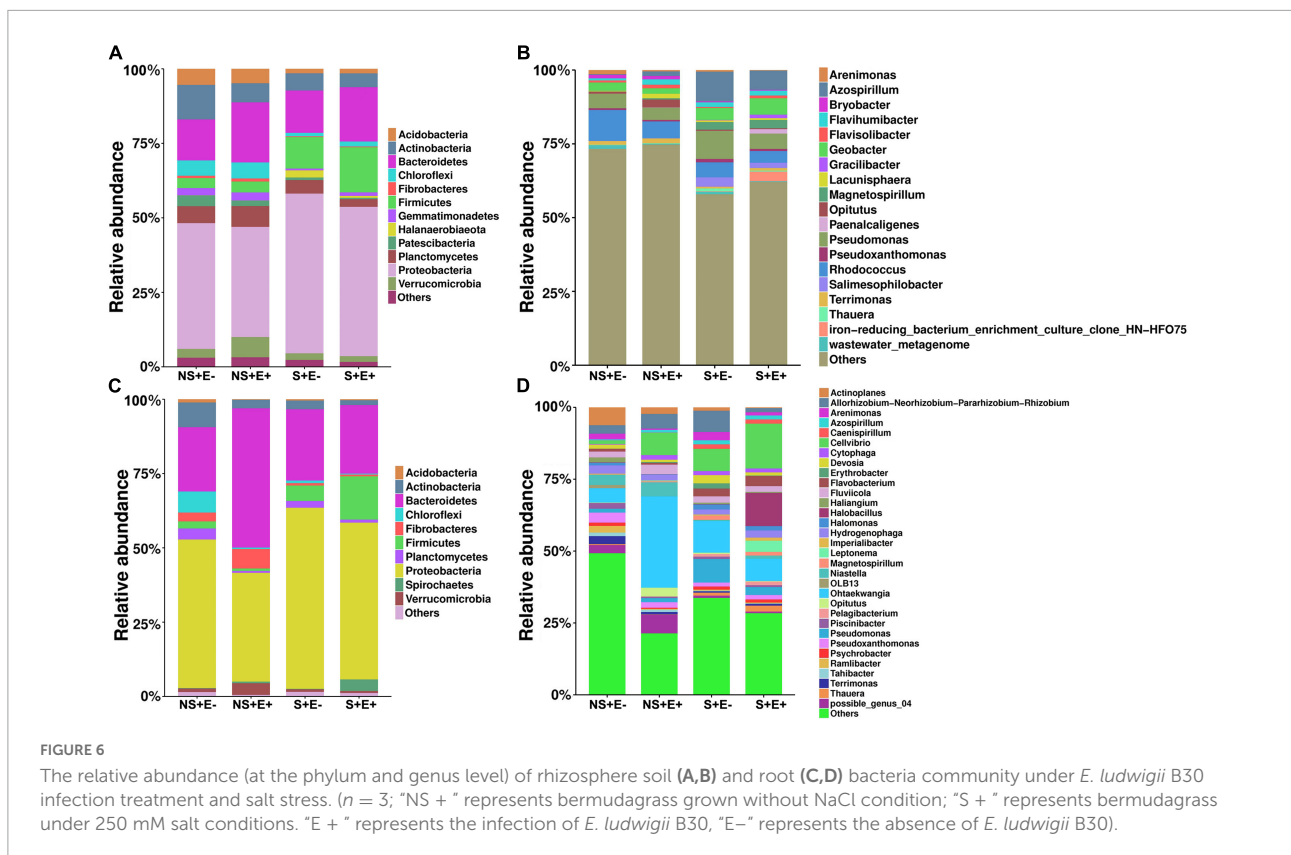 A
100%
75%
50%
25%
0%
Relative abundance
NS+E-
NS+E+
S+E-
S+E+
Acidobacteria
Actinobacteria
Bacteroidetes
Chloroflexi
Fibrobacteres
Firmicutes
Gemmatimonadetes
Halanaerobiaeota
Patescibacteria
Planctomycetes
Proteobacteria
Verrucomicrobia
Others
B
100%
75%
50%
25%
0%
Relative abundance
NS+E-
NS+E+
S+E-
S+E+
Arenimonas
Azospirillum
Bryobacter
Flavihumibacter
Flavisolibacter
Geobacter
Gracilibacter
Lacunisphaera
Magnetospirillum
Opitutus
Paenalcaligenes
Pseudomonas
Pseudoxanthomonas
Rhodococcus
Salimesophilobacter
Terrimonas
Thauera
iron-reducing_bacterium_enrichment_culture_clone_HN-HFO75
wastewater_metagenome
Others
C
100%
75%
50%
25%
0%
Relative abundance
NS+E-
NS+E+
S+E-
S+E+
Acidobacteria
Actinobacteria
Bacteroidetes
Chloroflexi
Fibrobacteres
Firmicutes
Planctomycetes
Proteobacteria
Spirochaetes
Verrucomicrobia
Others
D
100%
75%
50%
25%
0%
Relative abundance
NS+E-
NS+E+
S+E-
S+E+
Actinoplanes
Allorhizobium-Neorhizobium-Pararhizobium-Rhizobium
Arenimonas
Azospirillum
Caenispirillum
Cellvibrio
Cytophaga
Devosia
Erythrobacter
Flavobacterium
Fluviicola
Haliangium
Halobacillus
Halomonas
Hydrogenophaga
Imperialibacter
Leptonema
Magnetospirillum
Niastella
OLB13
Ohtaekwangia
Opitutus
Pelagibacterium
Piscinibacter
Pseudomonas
Pseudoxanthomonas
Psychrobacter
Ramlibacter
Tahibacter
Terrimonas
Thauera
possible_genus_04
Others
FIGURE 6
The relative abundance (at the phylum and genus level) of rhizosphere soil (A,B) and root (C,D) bacteria community under E. ludwigii B30
infection treatment and salt stress. (n = 3; "NS + " represents bermudagrass grown without NaCl condition; "S + " represents bermudagrass
under 250 mM salt conditions. "E + " represents the infection of E. ludwigii B30, "E–" represents the absence of E. ludwigii B30).